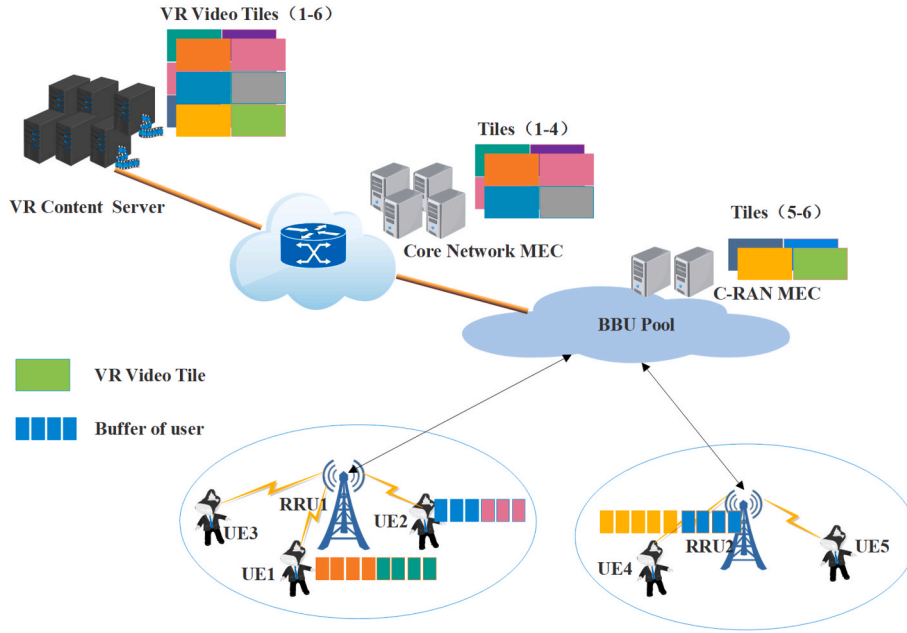 VR Video Tiles（1-6）
Tiles（1-4）
VR Content Server
Core Network MEC
Tiles（5-6）
C-RAN MEC
BBU Pool
VR Video Tile
Buffer of user
RRU1
UE3
UE2
UE1
RRU2
UE4
UE5